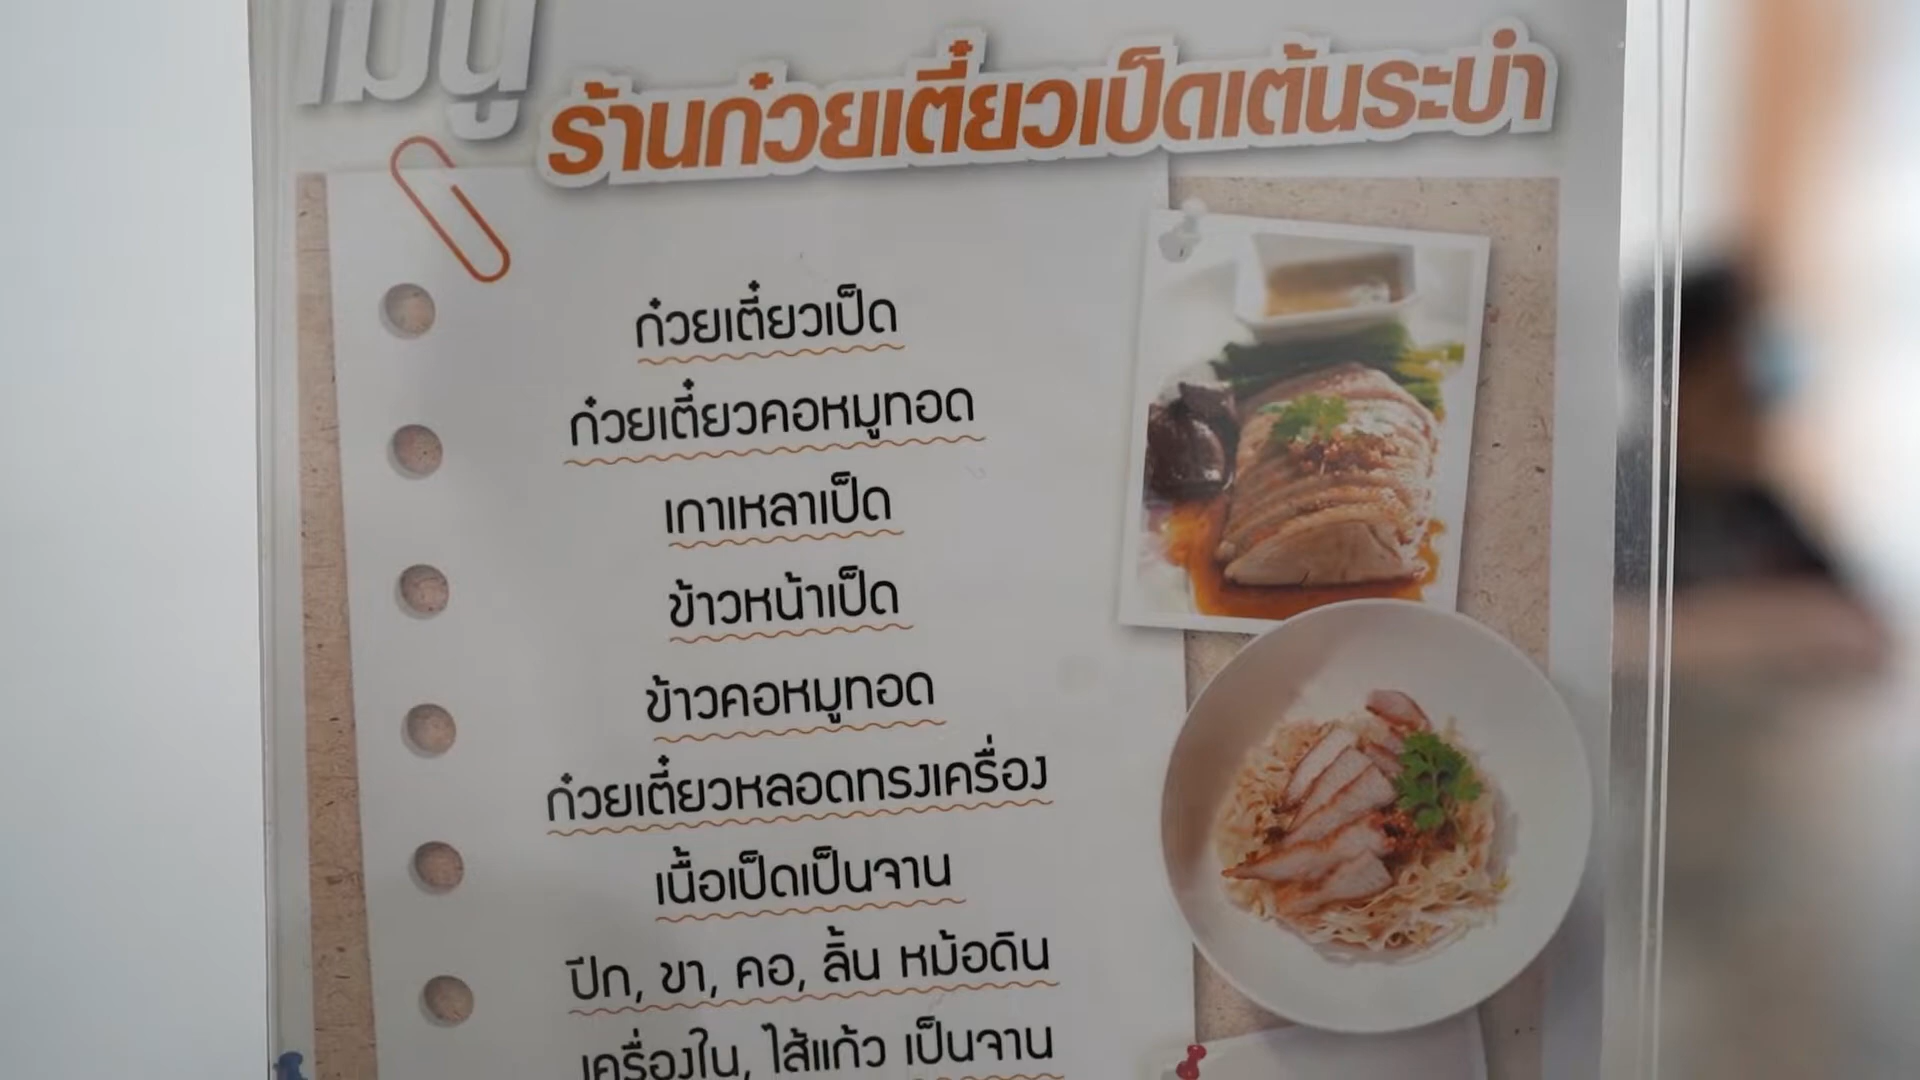 เมนู
ร้านก๋วยเตี๋ยวเป็ดเต้นระบำ
ก๋วยเตี๋ยวเป็ด
ก๋วยเตี๋ยวคอหมูทอด
เกาเหลาเป็ด
ข้าวหน้าเป็ด
ข้าวคอหมูทอด
ก๋วยเตี๋ยวหลอดทรงเครื่อง
เนื้อเป็ดเป็นจาน
ปีก, ขา, คอ, ลิ้น หม้อดิน
เครื่องใน, ไส้แก้ว เป็นจาน